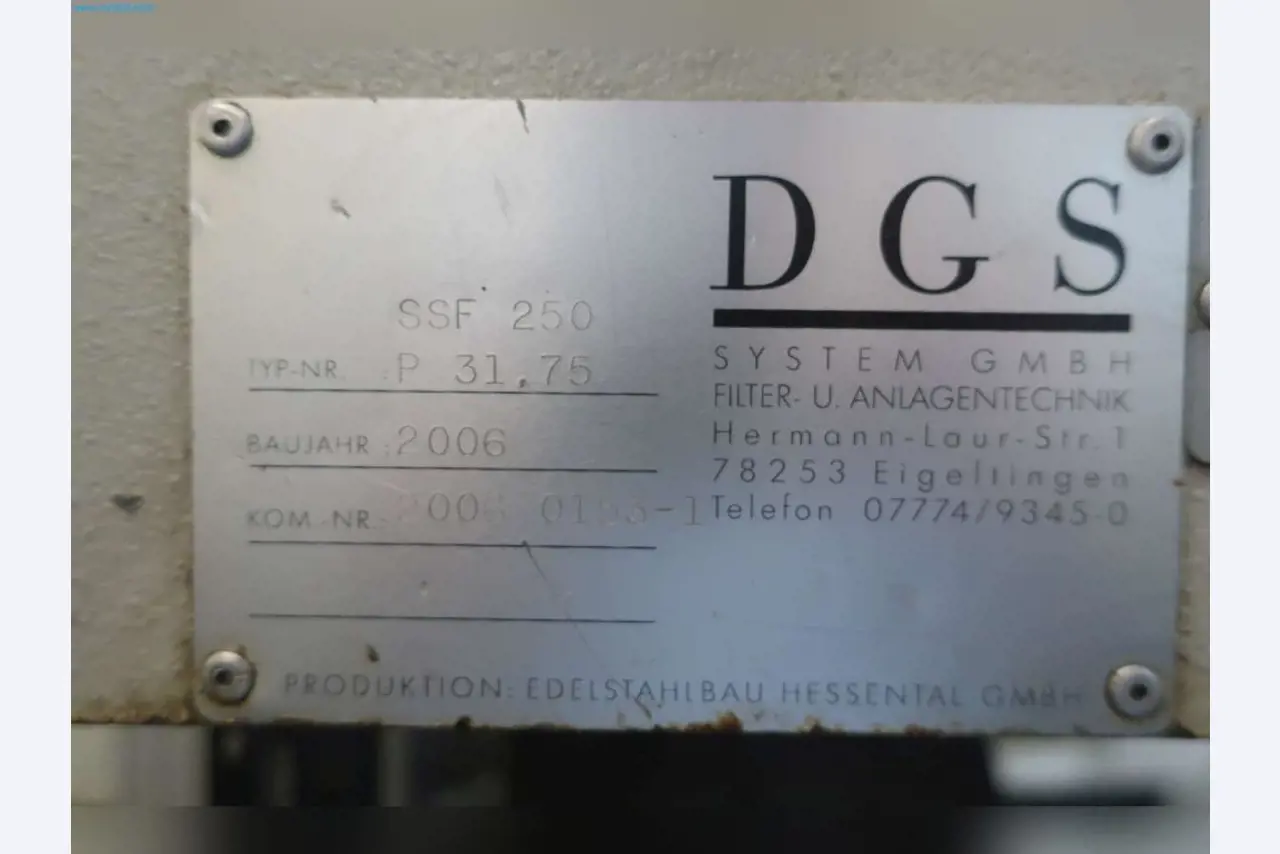 DGS
SYSTEM GMBH
FILTER- U. ANLAGENTECHNIK
Hermann-Laur-Str. 1
78253 Eigeltingen
Telefon 07774/9345-0
SSF 250
TYP-NR. : P 31.75
BAUJAHR : 2006
KOM.-NR.:
PRODUKTION: EDELSTAHLBAU HESSENTAL GMBH